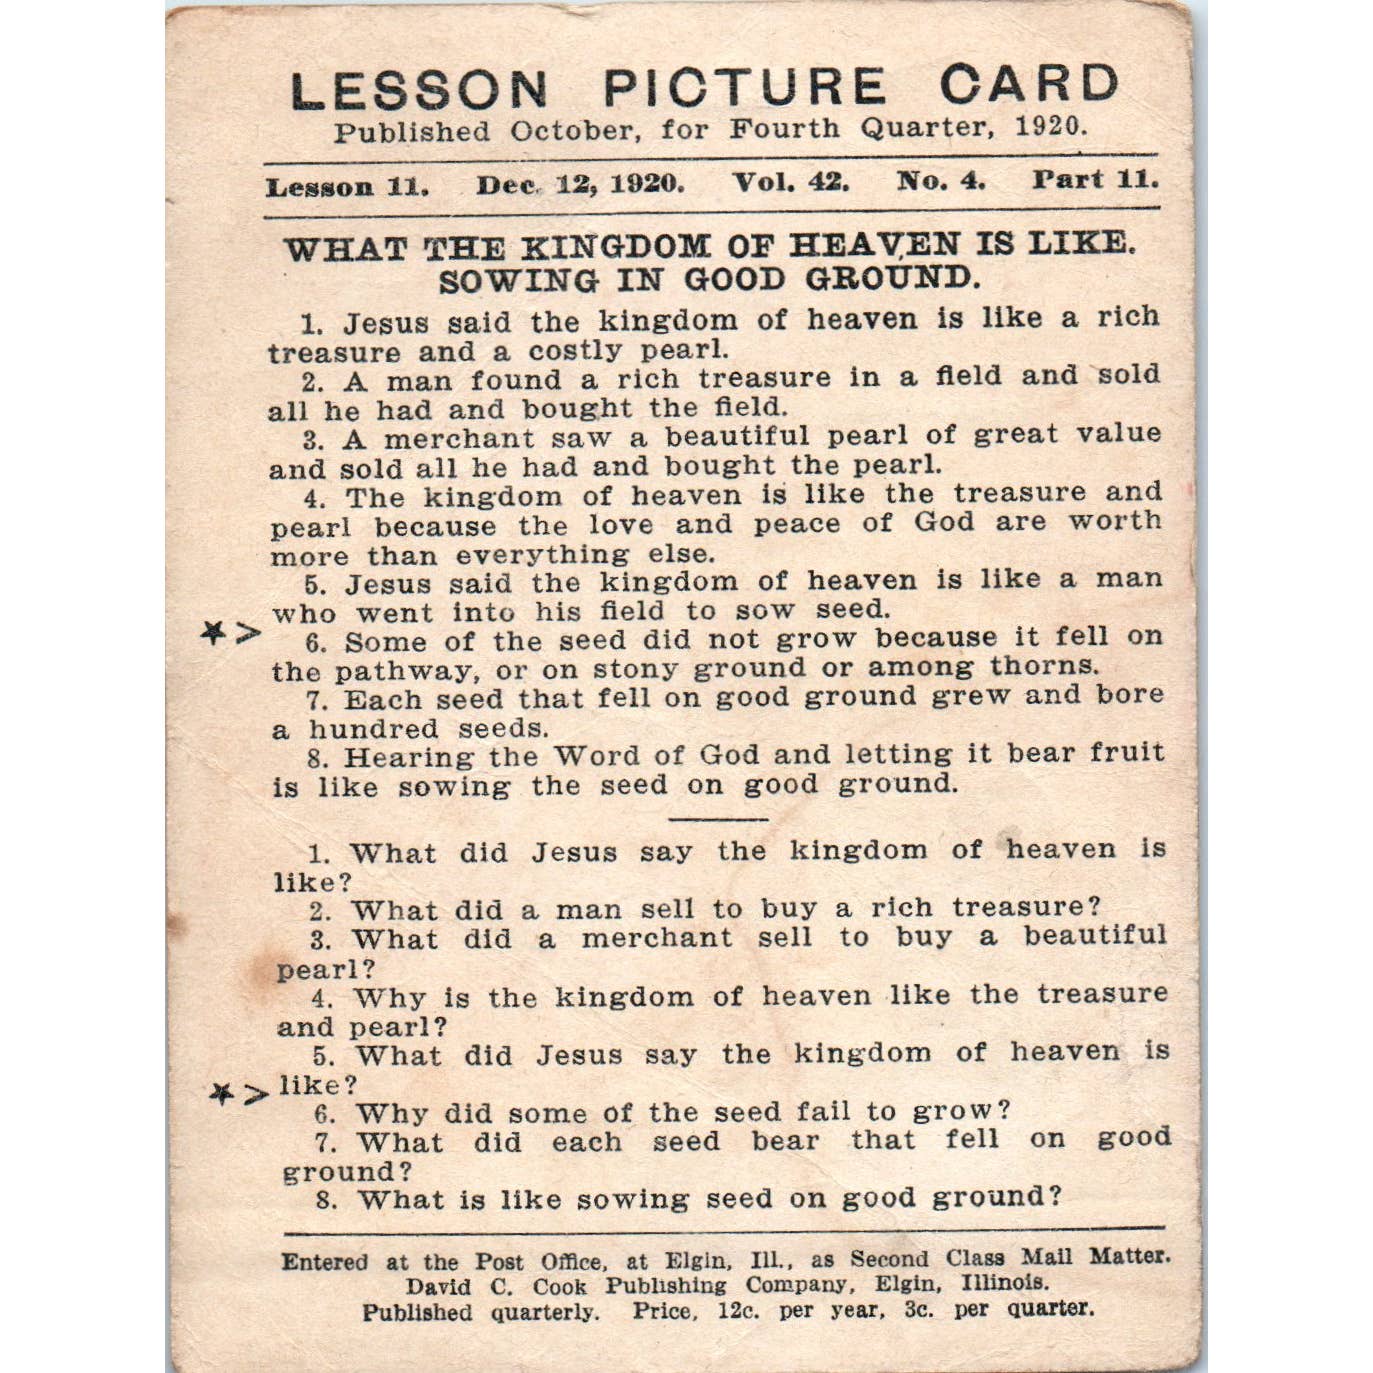 LESSON PICTURE CARD
Published October, for Fourth Quarter, 1920.
Lesson 11. Dec. 12, 1920. Vol. 42. No. 4. Part 11.
WHAT THE KINGDOM OF HEAVEN IS LIKE.
SOWING IN GOOD GROUND.
1. Jesus said the kingdom of heaven is like a rich
treasure and a costly pearl.
2. A man found a rich treasure in a field and sold
all he had and bought the field.
3. A merchant saw a beautiful pearl of great value
and sold all he had and bought the pearl.
4. The kingdom of heaven is like the treasure and
pearl because the love and peace of God are worth
more than everything else.
5. Jesus said the kingdom of heaven is like a man
who went into his field to sow seed.
★> 6. Some of the seed did not grow because it fell on
the pathway, or on stony ground or among thorns.
7. Each seed that fell on good ground grew and bore
a hundred seeds.
8. Hearing the Word of God and letting it bear fruit
is like sowing the seed on good ground.
1. What did Jesus say the kingdom of heaven is
like?
2. What did a man sell to buy a rich treasure?
3. What did a merchant sell to buy a beautiful
pearl?
4. Why is the kingdom of heaven like the treasure
and pearl?
5. What did Jesus say the kingdom of heaven is
★> like?
6. Why did some of the seed fail to grow?
7. What did each seed bear that fell on good
ground?
8. What is like sowing seed on good ground?
Entered at the Post Office, at Elgin, Ill., as Second Class Mail Matter.
David C. Cook Publishing Company, Elgin, Illinois.
Published quarterly. Price, 12c. per year, 3c. per quarter.